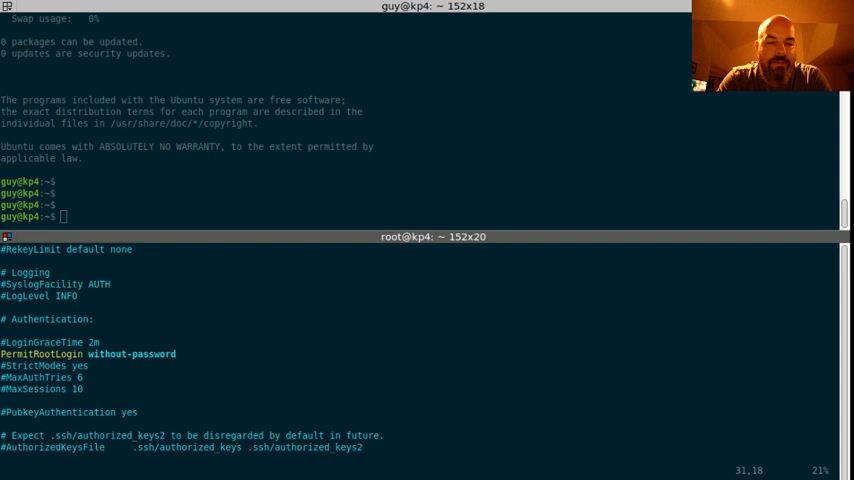 guy@kp4: ~ 152x18
Swap usage:   0%
0 packages can be updated.
0 updates are security updates.
The programs included with the Ubuntu system are free software;
the exact distribution terms for each program are described in the
individual files in /usr/share/doc/*/copyright.
Ubuntu comes with ABSOLUTELY NO WARRANTY, to the extent permitted by
applicable law.
guy@kp4:~$
guy@kp4:~$
guy@kp4:~$
guy@kp4:~$
root@kp4: ~ 152x20
#RekeyLimit default none
# Logging
#SyslogFacility AUTH
#LogLevel INFO
# Authentication:
#LoginGraceTime 2m
PermitRootLogin without-password
#StrictModes yes
#MaxAuthTries 6
#MaxSessions 10
#PubkeyAuthentication yes
# Expect .ssh/authorized_keys2 to be disregarded by default in future.
#AuthorizedKeysFile     .ssh/authorized_keys .ssh/authorized_keys2
31,18         21%